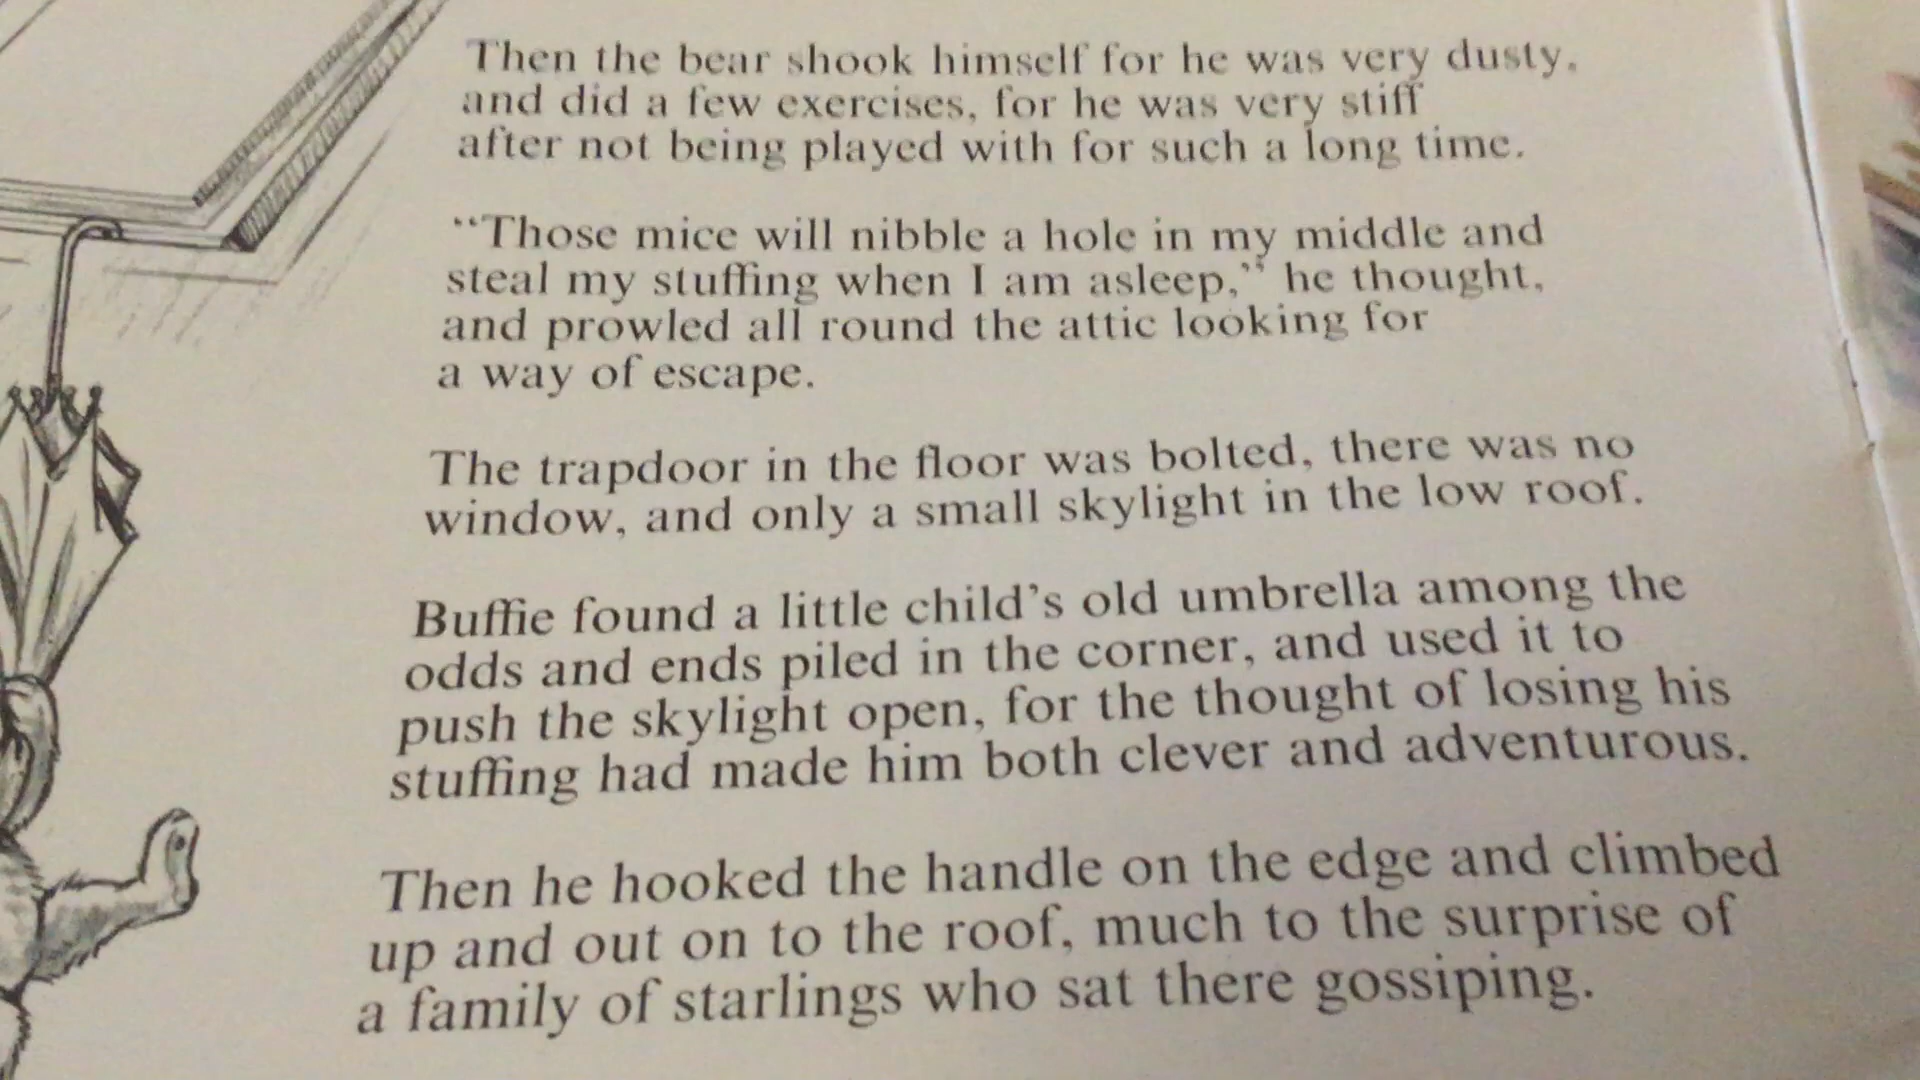 Then the bear shook himself for he was very dusty,
and did a few exercises, for he was very stiff
after not being played with for such a long time.
“Those mice will nibble a hole in my middle and
steal my stuffing when I am asleep,” he thought,
and prowled all round the attic looking for
a way of escape.
The trapdoor in the floor was bolted, there was no
window, and only a small skylight in the low roof.
Buffie found a little child’s old umbrella among the
odds and ends piled in the corner, and used it to
push the skylight open, for the thought of losing his
stuffing had made him both clever and adventurous.
Then he hooked the handle on the edge and climbed
up and out on to the roof, much to the surprise of
a family of starlings who sat there gossiping.